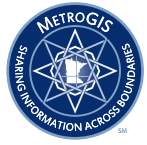 METROGIS
SHARING INFORMATION ACROSS BOUNDARIES
SM